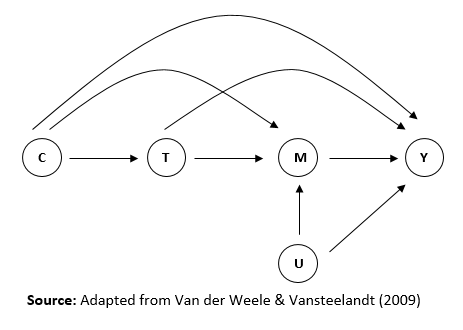 C T M Y
U
Source: Adapted from Van der Weele & Vansteelandt (2009)